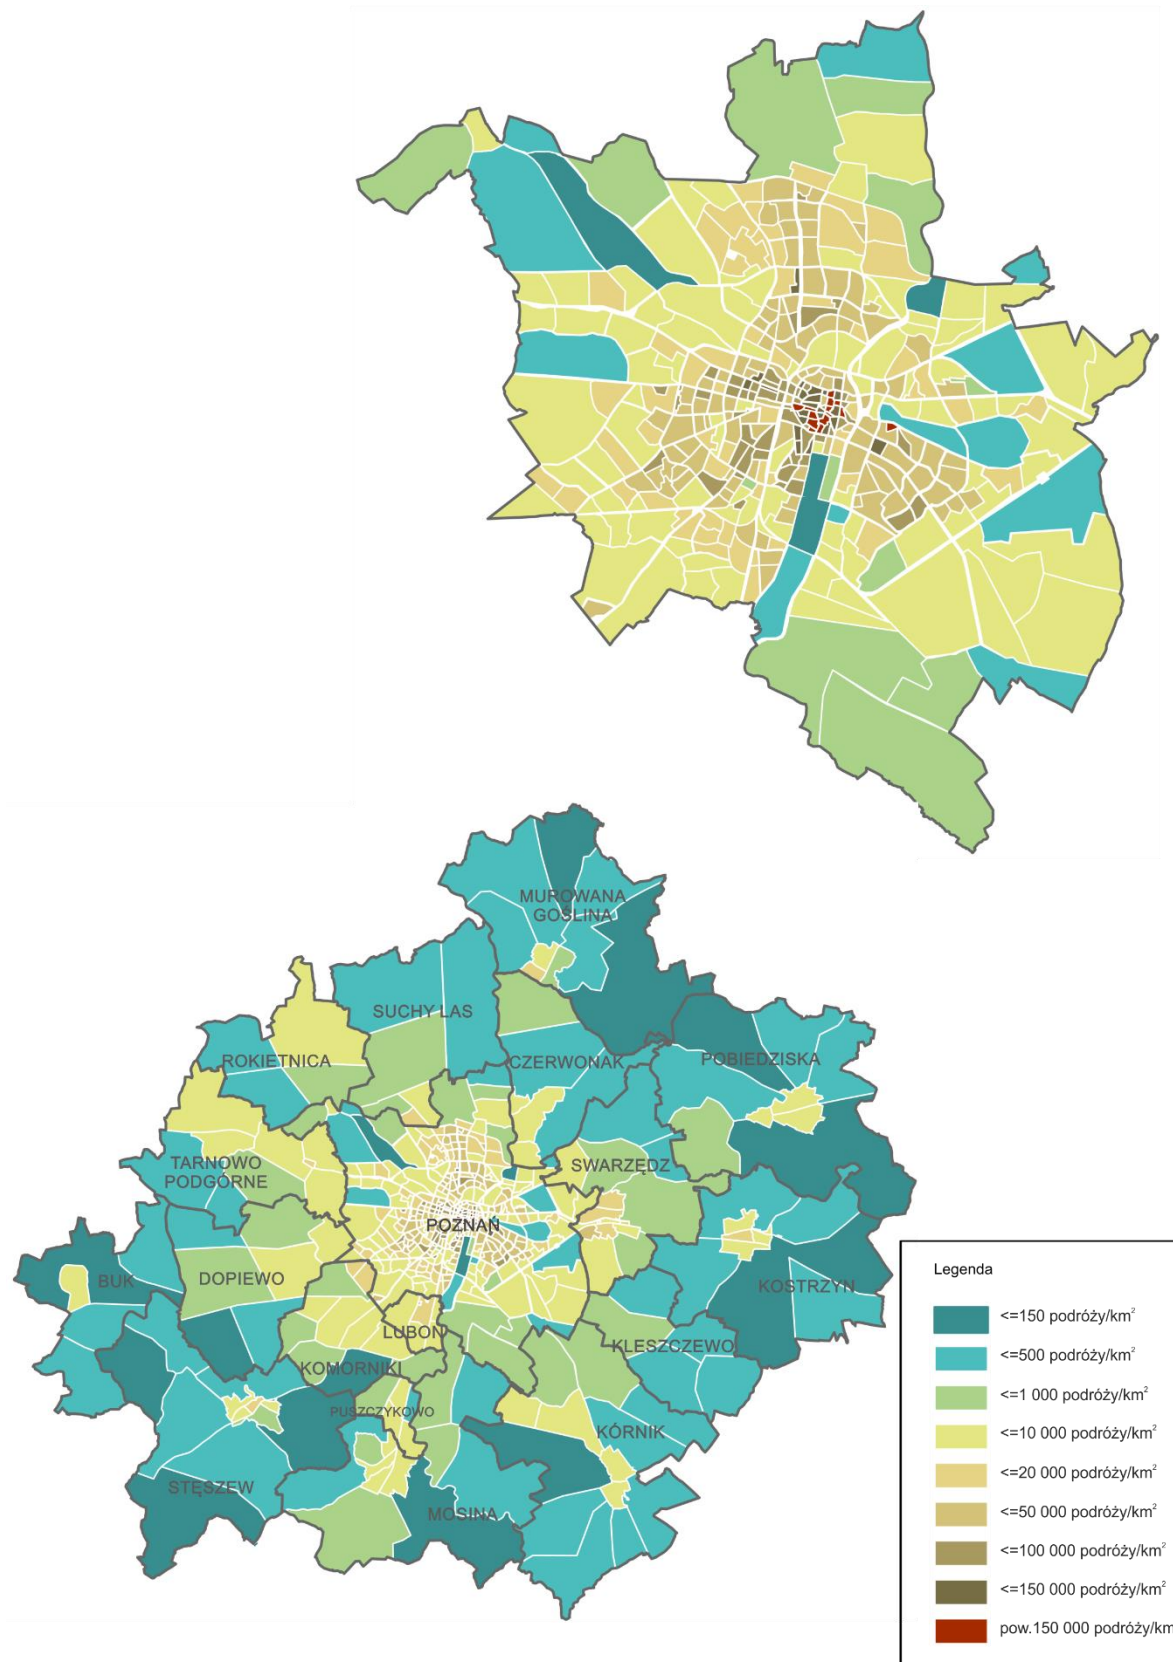 MUROWANA
GOŚLINA
SUCHY LAS
ROKIETNICA
CZERWONAK
POBIEDZISKA
TARNOWO
PODGÓRNE
SWARZĘDZ
POZNAŃ
BUK
DOPIEWO
KOSTRZYN
LUBOŃ
KLESZCZEWO
KOMORNIKI
PUSZCZYKOWO
KÓRNIK
STĘSZEW
MOSINA
Legenda
<=150 podróży/km²
<=500 podróży/km²
<=1 000 podróży/km²
<=10 000 podróży/km²
<=20 000 podróży/km²
<=50 000 podróży/km²
<=100 000 podróży/km²
<=150 000 podróży/km²
pow.150 000 podróży/km